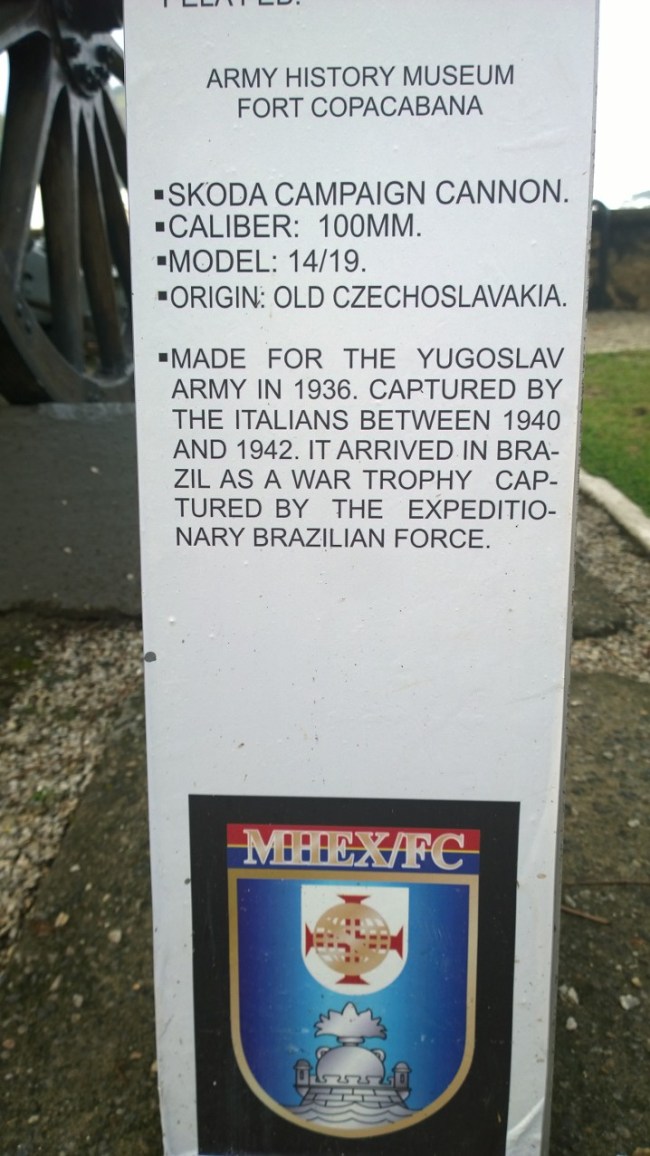 ARMY HISTORY MUSEUM
FORT COPACABANA
▪SKODA CAMPAIGN CANNON.
▪CALIBER: 100MM.
▪MODEL: 14/19.
▪ORIGIN: OLD CZECHOSLAVAKIA.
▪MADE FOR THE YUGOSLAV
ARMY IN 1936. CAPTURED BY
THE ITALIANS BETWEEN 1940
AND 1942. IT ARRIVED IN BRA-
ZIL AS A WAR TROPHY CAP-
TURED BY THE EXPEDITIO-
NARY BRAZILIAN FORCE.
MHEX/FC